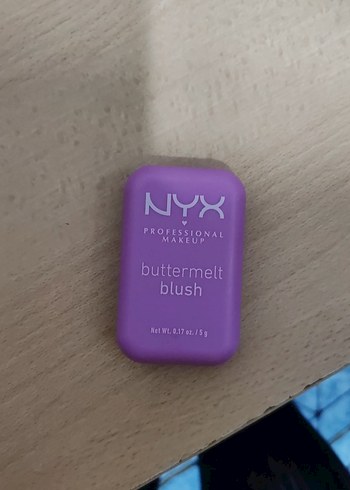 NYX
PROFESSIONAL
MAKEUP
buttermelt
blush
Net Wt. 0.17 oz. / 5 g